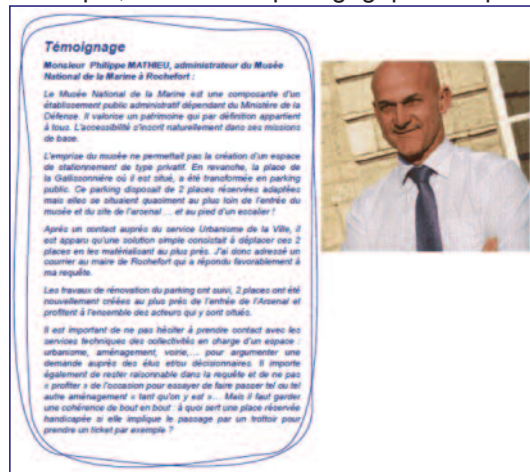 Témoignage
Monsieur Philippe MATHIEU, administrateur du Musée
National de la Marine à Rochefort :
Le Musée National de la Marine est une composante d'un
établissement public administratif dépendant du Ministère de la
Défense. Il valorise un patrimoine qui par définition appartient
à tous. L'accessibilité s'inscrit naturellement dans ses missions
de base.
L'emprise du musée ne permettait pas la création d'un espace
de stationnement de type privatif. En revanche, la place de
la Gallissonnière où il est situé, a été transformée en parking
public. Ce parking disposait de 2 places réservées adaptées
mais elles se situaient quasiment au plus loin de l'entrée du
musée et du site de l'arsenal … et au pied d'un escalier !
Après un contact auprès du service Urbanisme de la Ville, il
est apparu qu'une solution simple consistait à déplacer ces 2
places en les matérialisant au plus près. J'ai donc adressé un
courrier au maire de Rochefort qui a répondu favorablement à
ma requête.
Les travaux de rénovation du parking ont suivi, 2 places ont été
nouvellement créées au plus près de l'entrée de l'Arsenal et
profitent à l'ensemble des acteurs qui y sont situés.
Il est important de ne pas hésiter à prendre contact avec les
services techniques des collectivités en charge d'un espace :
urbanisme, aménagement, voirie,… pour argumenter une
demande auprès des élus et/ou décisionnaires. Il importe
également de rester raisonnable dans la requête et de ne pas
« profiter » de l'occasion pour essayer de faire passer tel ou tel
autre aménagement « tant qu'on y est »… Mais il faut garder
une cohérence de bout en bout : à quoi sert une place réservée
handicapée si elle implique le passage par un trottoir pour
prendre un ticket par exemple ?